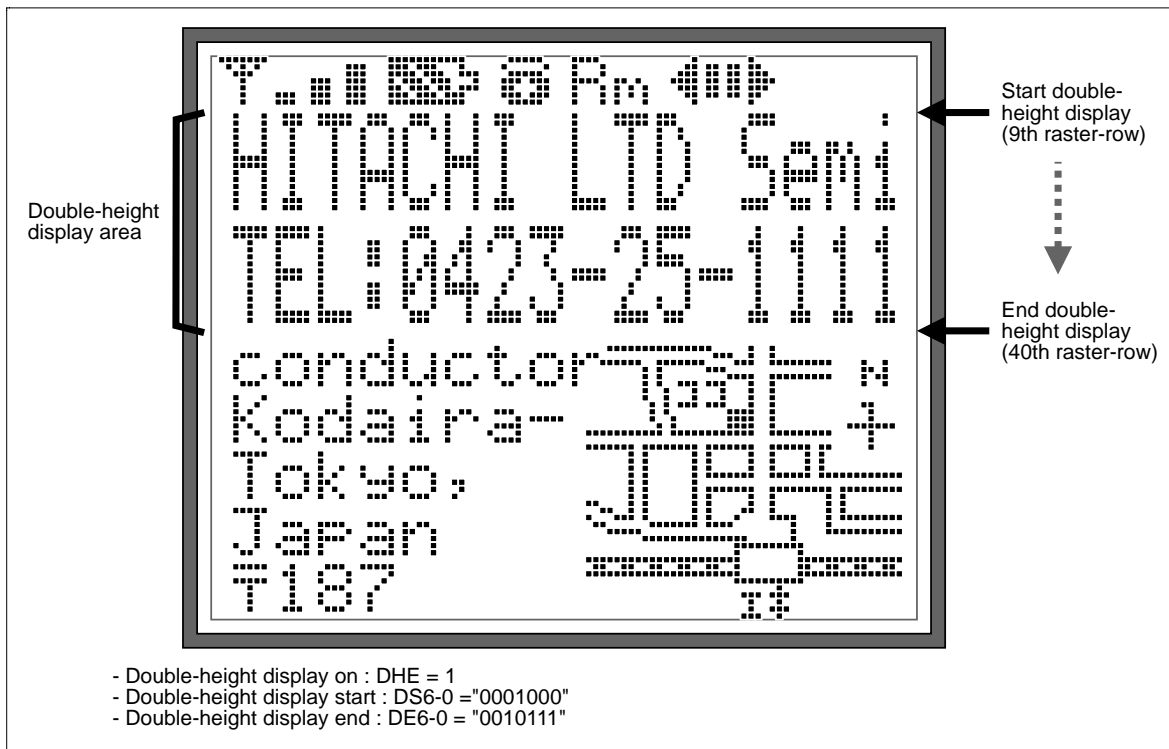 Rm
HITACHI LTD Semi
TEL:0423-25-1111
conductor
Kodaira-
N
Tokyo,
Japan
〒187
Double-height
display area
Start double-
height display
(9th raster-row)
End double-
height display
(40th raster-row)
- Double-height display on : DHE = 1
- Double-height display start : DS6-0 ="0001000"
- Double-height display end : DE6-0 = "0010111"